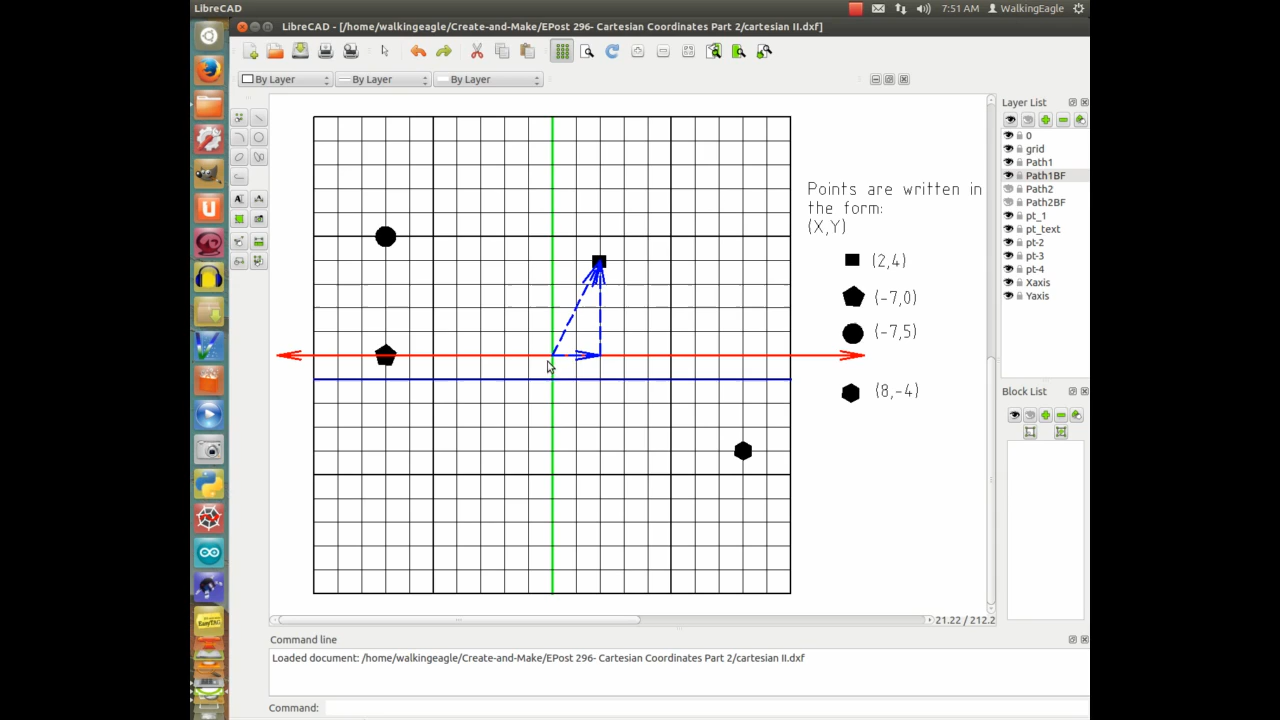 LibreCAD
7:51 AM
WalkingEagle
LibreCAD - [/home/walkingeagle/Create-and-Make/EPost 296- Cartesian Coordinates Part 2/cartesian II.dxf]
By Layer
By Layer
By Layer
Layer List
0
grid
Path1
Path1BF
Path2
Path2BF
pt_1
pt_text
pt-2
pt-3
pt-4
Xaxis
Yaxis
Points are written in
the form:
(X,Y)
(2,4)
(-7,0)
(-7,5)
(8,-4)
Block List
21.22 / 212.2
Command line
Loaded document: /home/walkingeagle/Create-and-Make/EPost 296- Cartesian Coordinates Part 2/cartesian II.dxf
Command:
EasyTAG